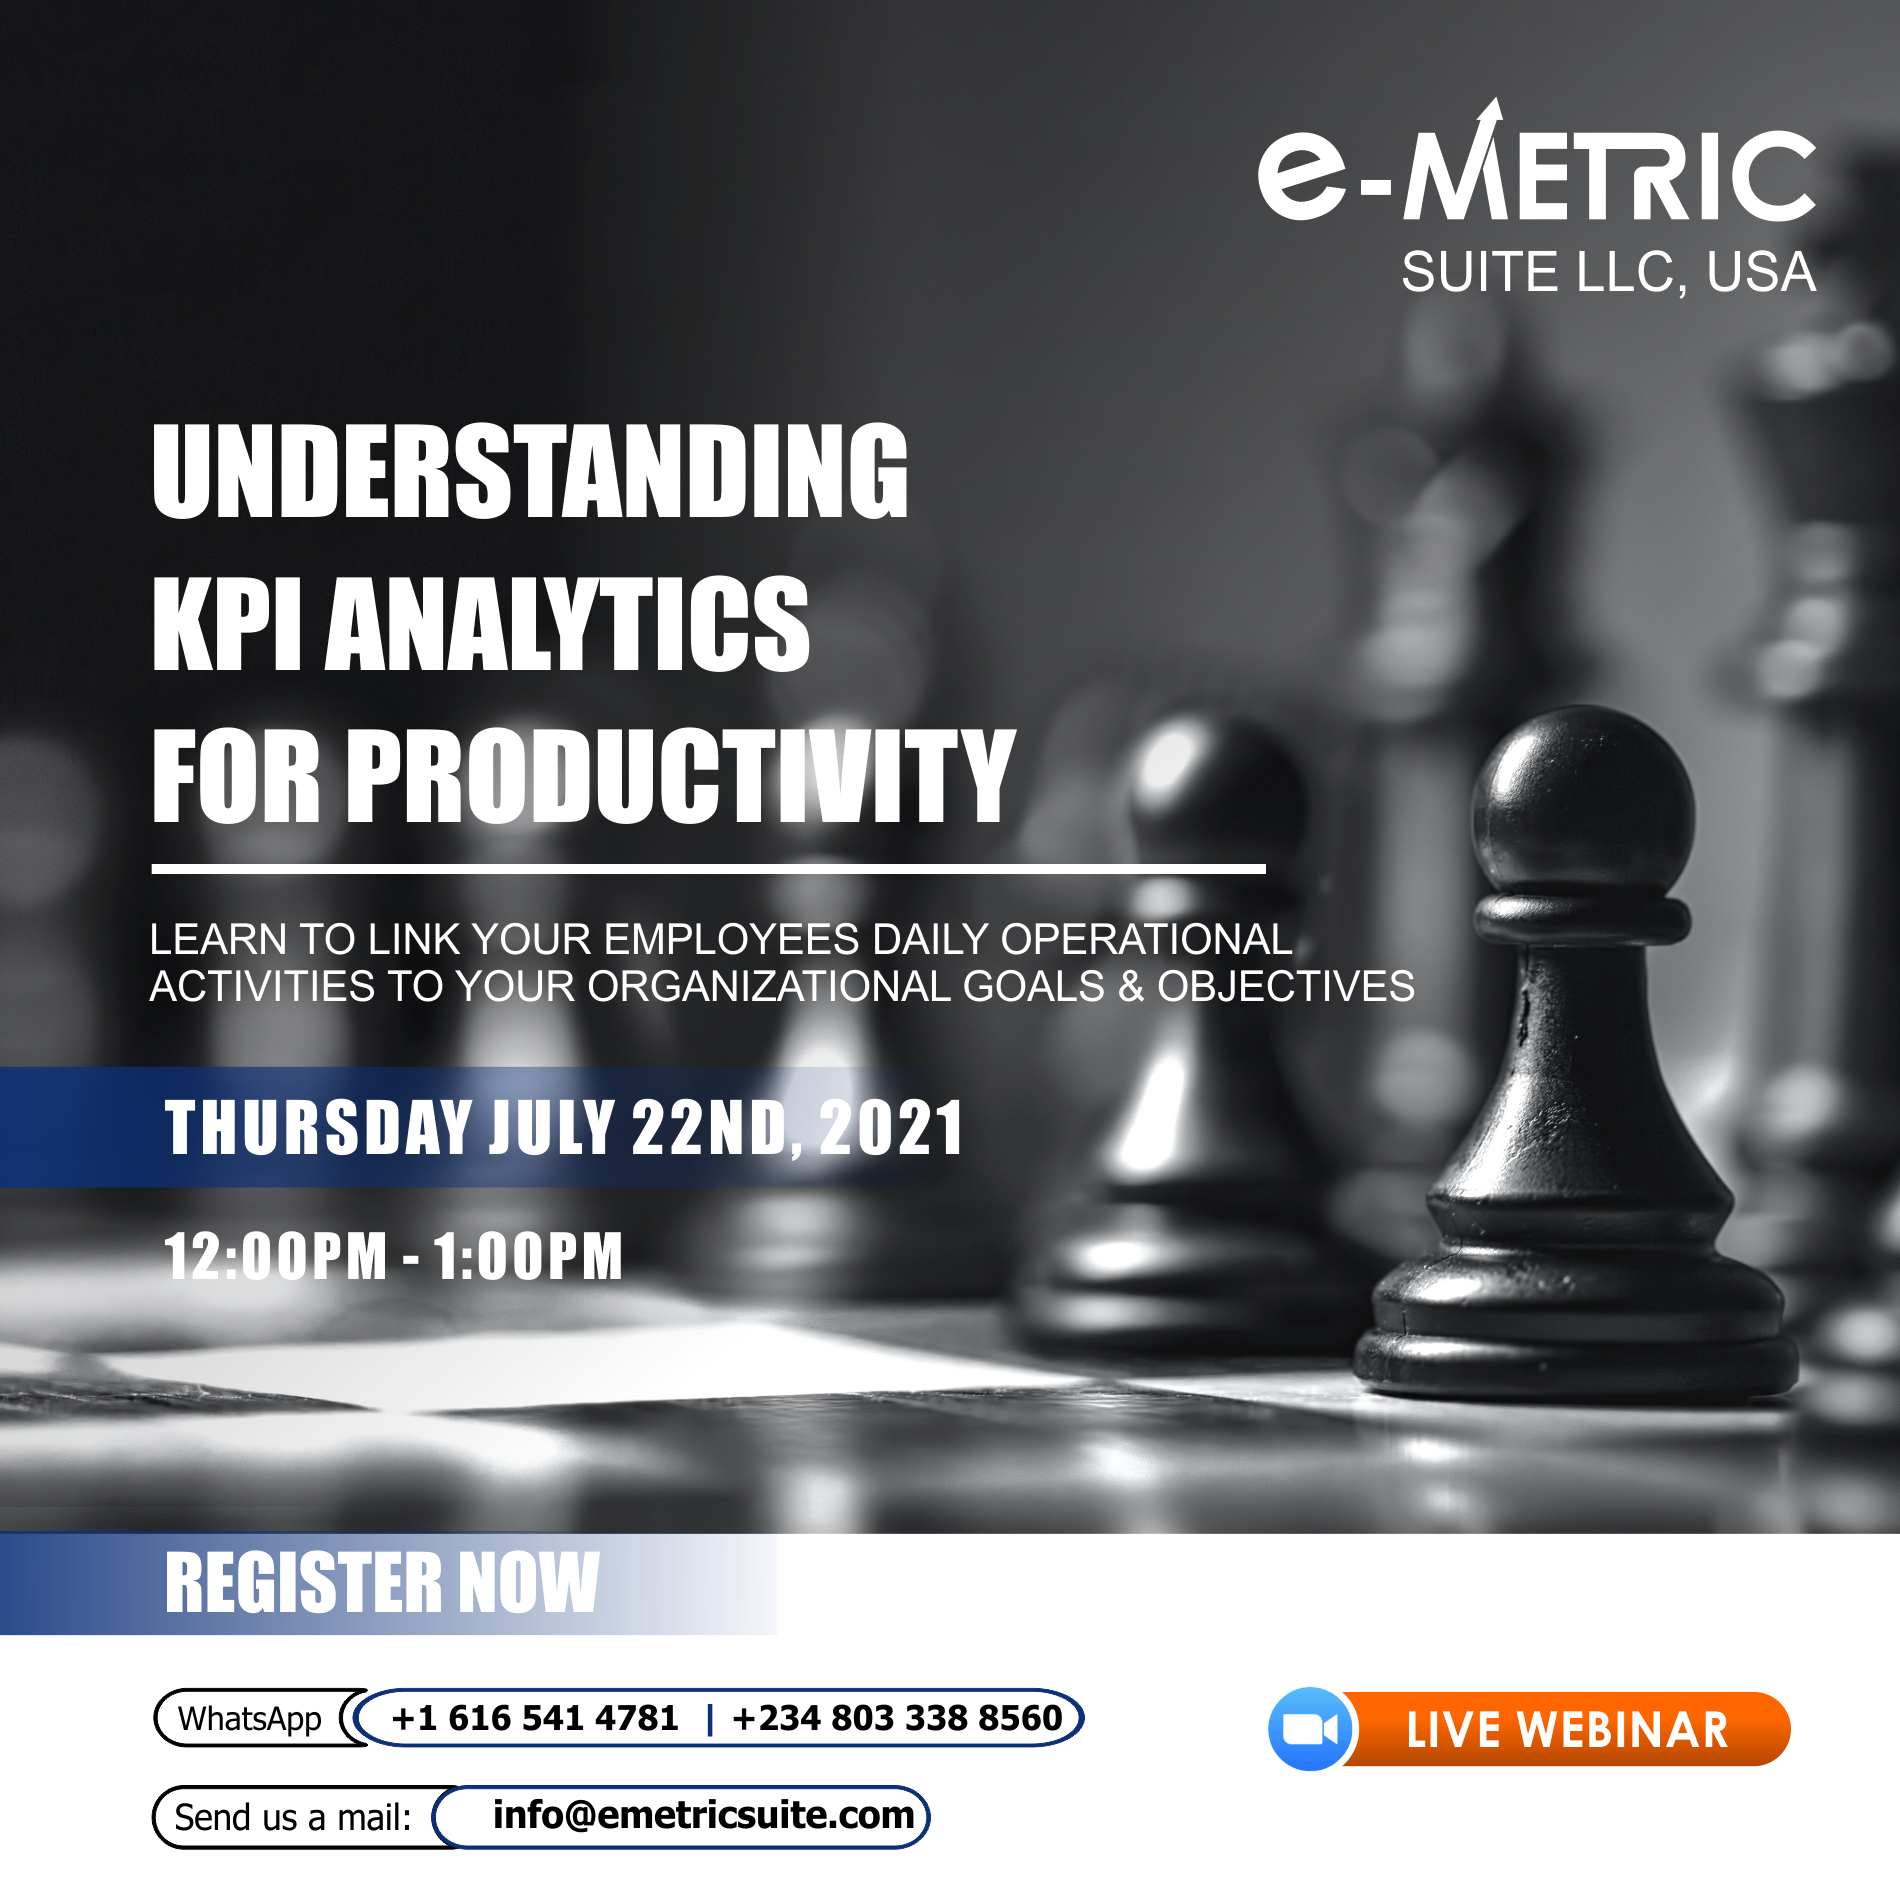 e-METRIC
SUITE LLC, USA
UNDERSTANDING
KPI ANALYTICS
FOR PRODUCTIVITY
LEARN TO LINK YOUR EMPLOYEES DAILY OPERATIONAL
ACTIVITIES TO YOUR ORGANIZATIONAL GOALS & OBJECTIVES
THURSDAY JULY 22ND, 2021
12:00PM - 1:00PM
REGISTER NOW
WhatsApp +1 616 541 4781 | +234 803 338 8560
LIVE WEBINAR
Send us a mail: info@emetricsuite.com